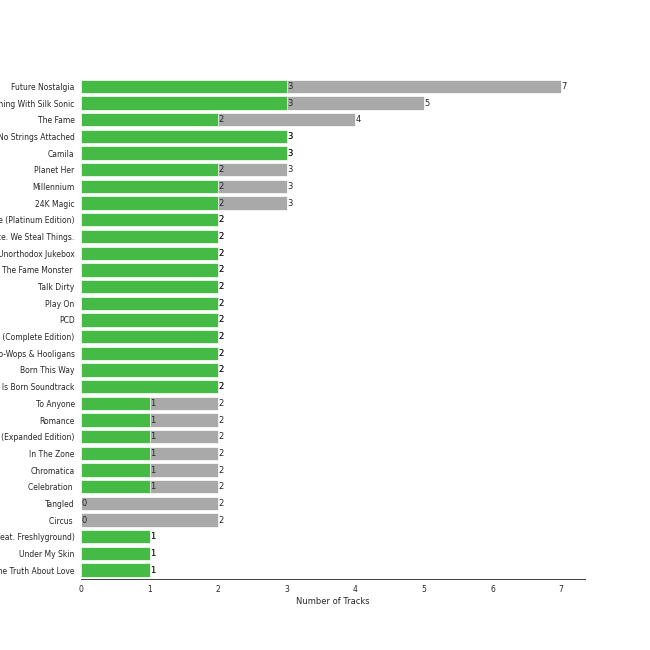 Future Nostalgia 3 7
ning With Silk Sonic 3 5
The Fame 2 4
No Strings Attached 3
Camila 3
Planet Her 2 3
Millennium 2 3
24K Magic 2 3
e (Platinum Edition) 2
ce. We Steal Things. 2
Unorthodox Jukebox 2
The Fame Monster 2
Talk Dirty 2
Play On 2
PCD 2
(Complete Edition) 2
o-Wops & Hooligans 2
Born This Way 2
Is Born Soundtrack 2
To Anyone 1 2
Romance 1 2
(Expanded Edition) 1 2
In The Zone 1 2
Chromatica 1 2
Celebration 1 2
Tangled 0 2
Circus 0 2
eat. Freshlyground) 1
Under My Skin 1
he Truth About Love 1
0 1 2 3 4 5 6 7
Number of Tracks